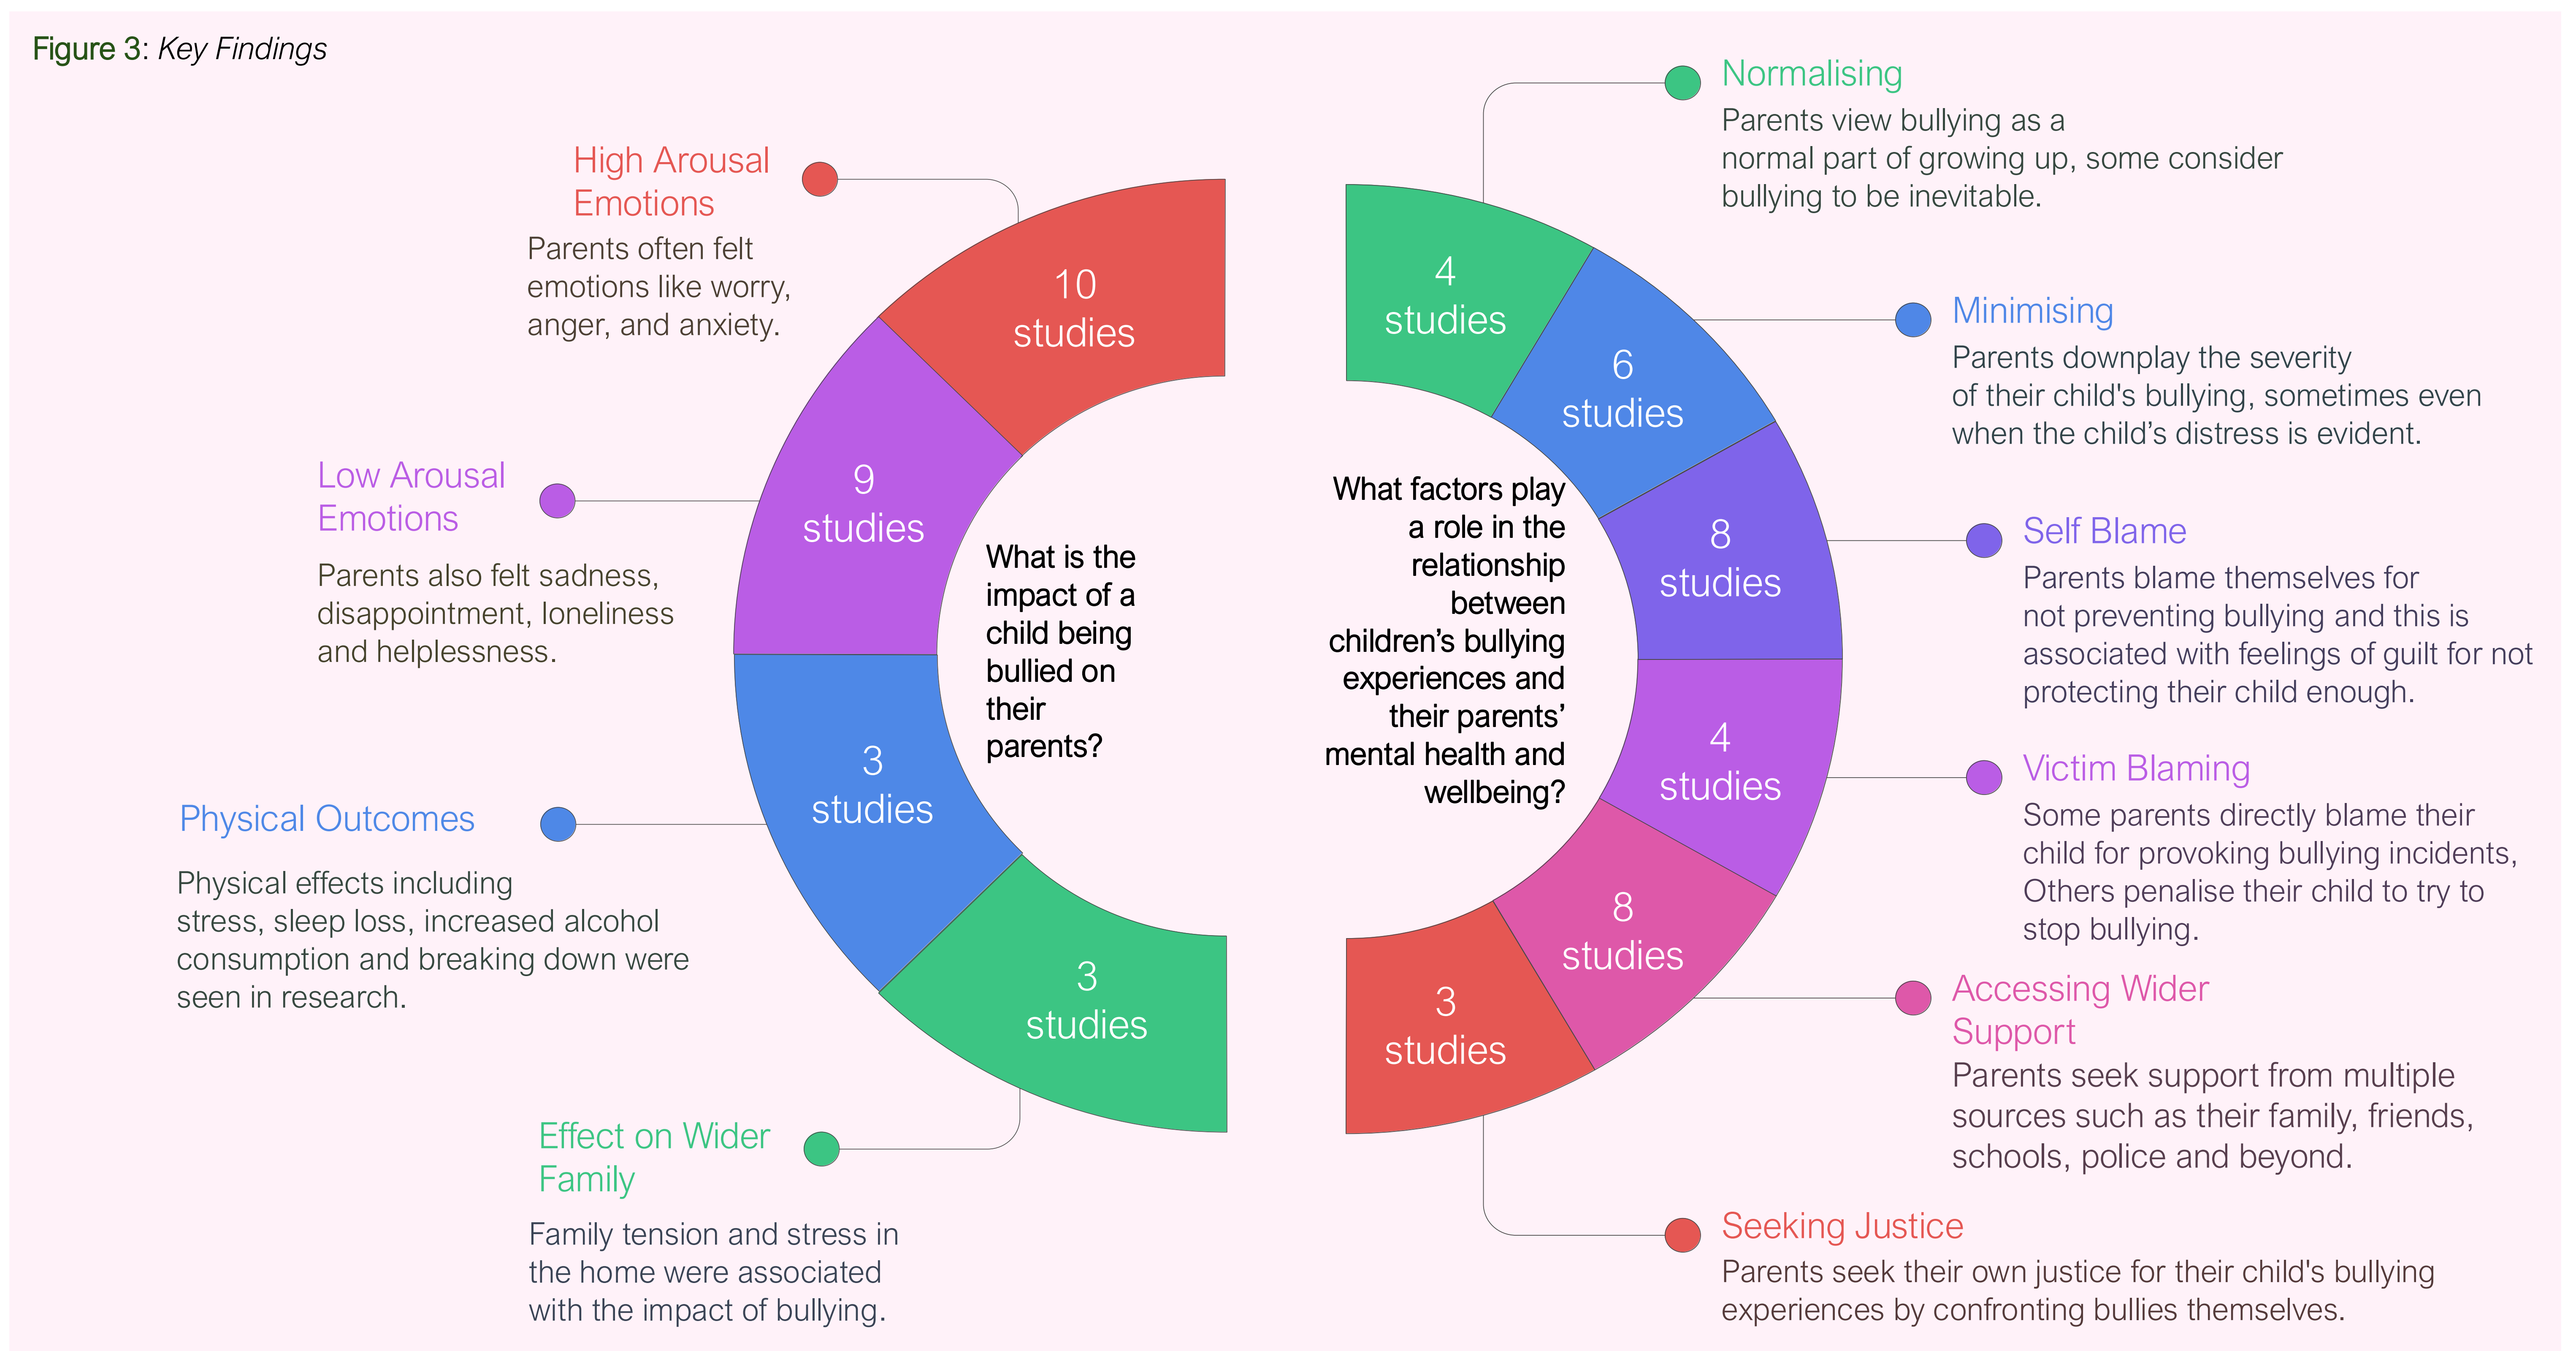 Figure 3: Key Findings
High Arousal
Emotions
Parents often felt
emotions like worry,
anger, and anxiety.
10
studies
Low Arousal
Emotions
Parents also felt sadness,
disappointment, loneliness
and helplessness.
9
studies
Physical Outcomes
Physical effects including
stress, sleep loss, increased alcohol
consumption and breaking down were
seen in research.
3
studies
Effect on Wider
Family
Family tension and stress in
the home were associated
with the impact of bullying.
3
studies
What is the
impact of a
child being
bullied on
their
parents?
What factors play
a role in the
relationship
between
children’s bullying
experiences and
their parents’
mental health and
wellbeing?
4
studies
Normalising
Parents view bullying as a
normal part of growing up, some consider
bullying to be inevitable.
6
studies
Minimising
Parents downplay the severity
of their child's bullying, sometimes even
when the child’s distress is evident.
8
studies
Self Blame
Parents blame themselves for
not preventing bullying and this is
associated with feelings of guilt for not
protecting their child enough.
4
studies
Victim Blaming
Some parents directly blame their
child for provoking bullying incidents,
Others penalise their child to try to
stop bullying.
8
studies
Accessing Wider
Support
Parents seek support from multiple
sources such as their family, friends,
schools, police and beyond.
3
studies
Seeking Justice
Parents seek their own justice for their child's bullying
experiences by confronting bullies themselves.